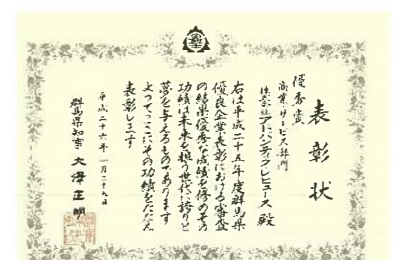 表彰状
優秀賞
商業・サービス部門
株式会社アーバンデリビューズ 殿
右は平成二十五年度群馬県
優良企業表彰における審査
の結果優秀な成績を修めその
功績は未来を担う世代に誇りと
夢を与えるものであります
よってここにその功績をたたえ
表彰します
平成二十六年一月二十九日
群馬県知事 大澤正明